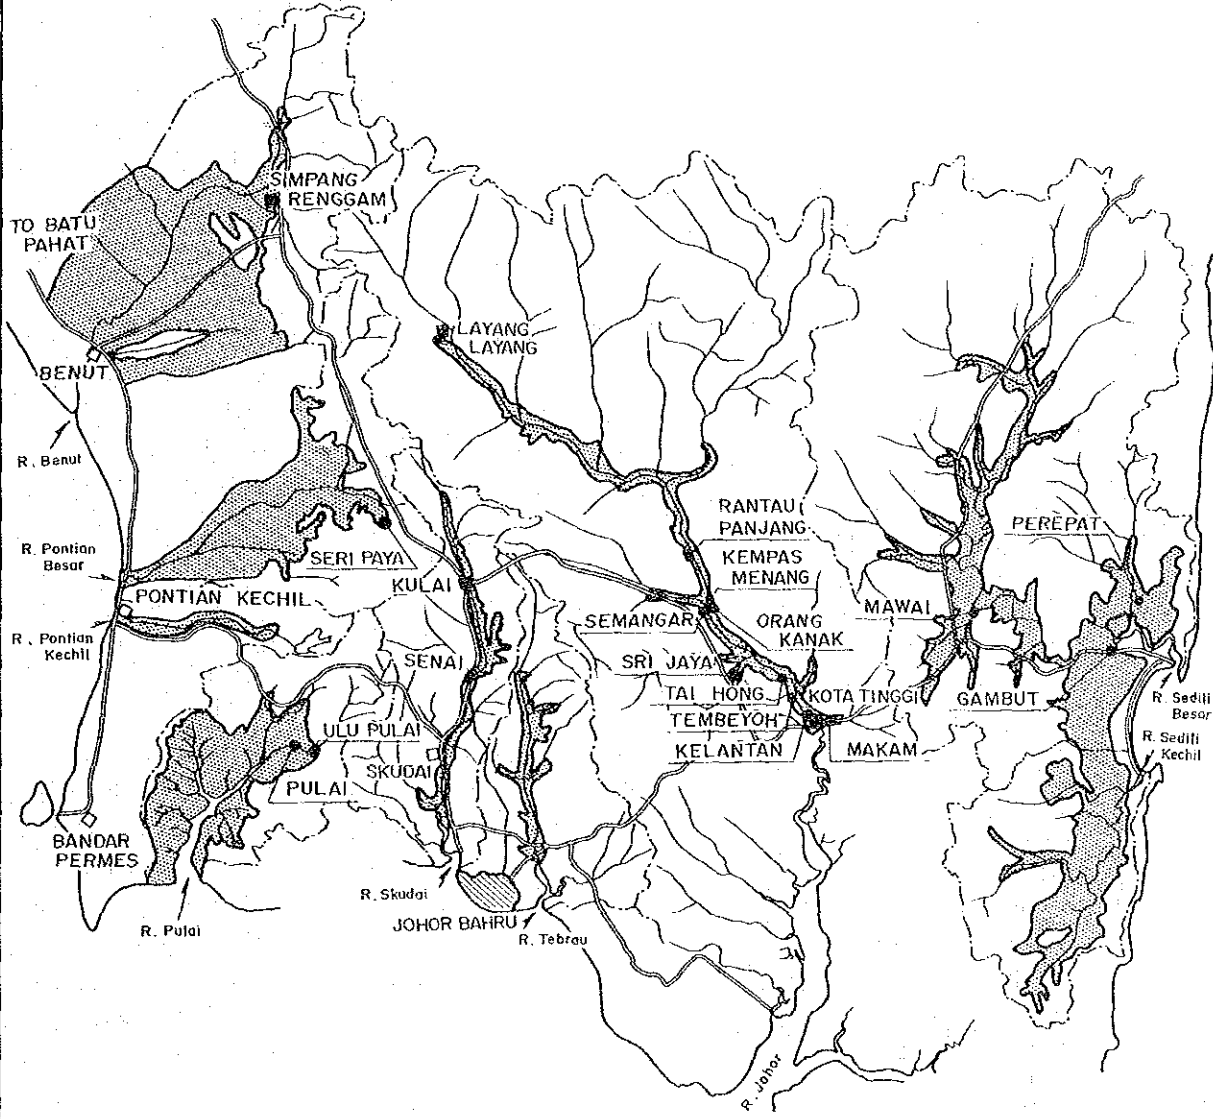 SIMPANG
RENGGAM
TO BATU
PAHAT
LAYANG
LAYANG
BENUT
R. Benut
RANTAU
PANJANG
PEREPAT
R. Pontian
Besar
SERI PAYA
KEMPAS
MENANG
KULAI
PONTIAN KECHIL
MAWAI
SEMANGAR
ORANG
KANAK
R. Pontian
Kechil
SENAI
SRI JAYA
TAI HONG
KOTA TINGGI
GAMBUT
R. Sedili
Besar
TEMBEYOH
ULU PULAI
KELANTAN
MAKAM
R. Sedili
Kechil
SKUDAI
PULAI
BANDAR
PERMES
R. Skudai
JOHOR BAHRU
R. Pulai
R. Tebrau
R. Johor